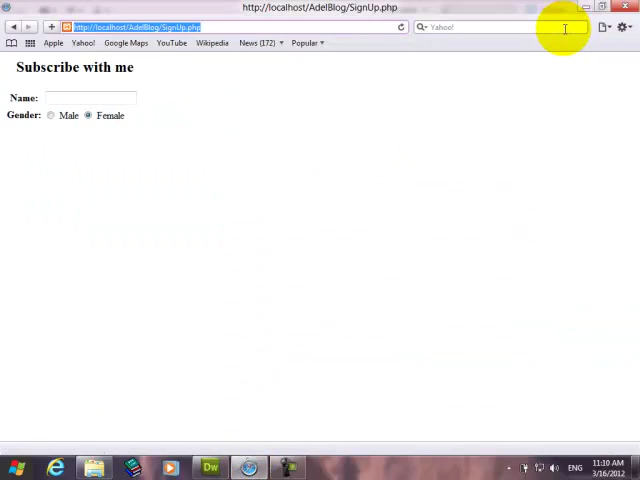 http://localhost/AdelBlog/SignUp.php
http://localhost/AdelBlog/SignUp.php
Yahoo!
Apple Yahoo! Google Maps YouTube Wikipedia News (172) Popular
Subscribe with me
Name:
Gender: Male Female
Dw
ENG
11:10 AM
3/16/2012